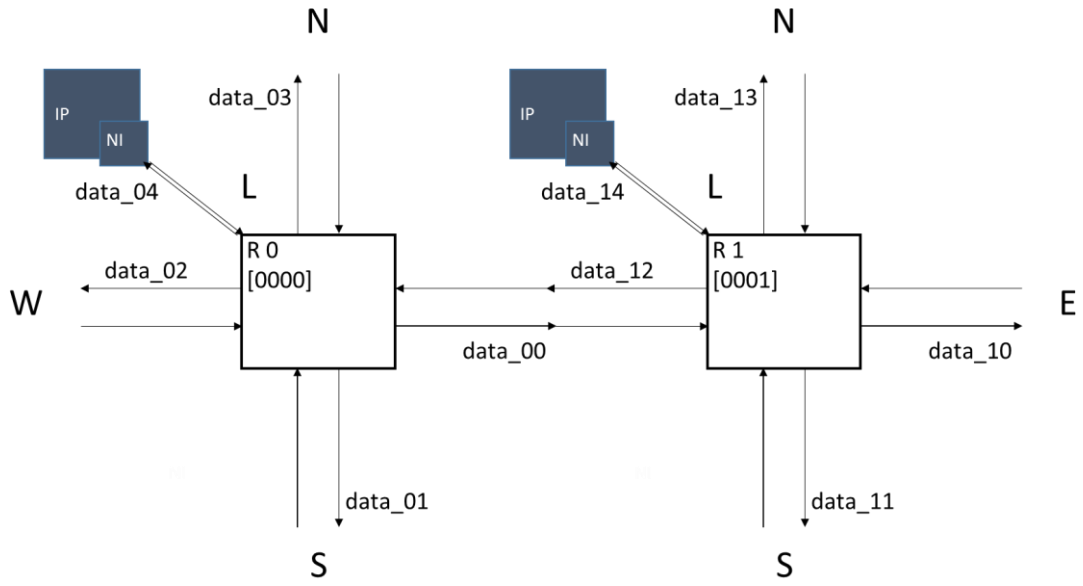 N
N
IP
NI
data_03
IP
NI
data_13
data_04
L
data_14
L
R 0
[0000]
R 1
[0001]
W
data_02
data_12
E
data_00
data_10
data_01
data_11
S
S